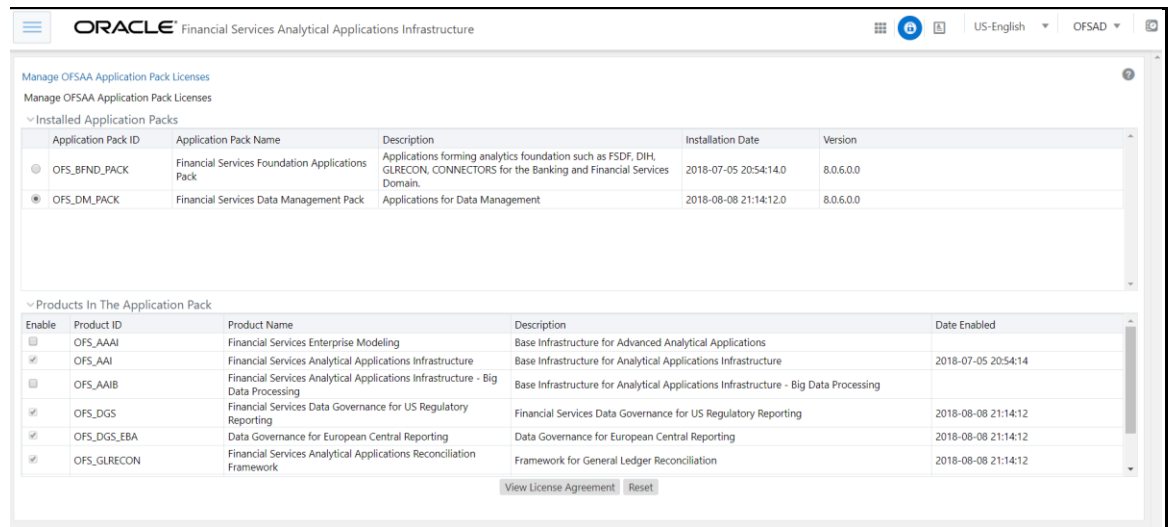 ORACLE® Financial Services Analytical Applications Infrastructure
US-English
OFSAD
Manage OFSAA Application Pack Licenses
Manage OFSAA Application Pack Licenses
Installed Application Packs
Application Pack ID Application Pack Name Description Installation Date Version
OFS_BFND_PACK Financial Services Foundation Applications Pack Applications forming analytics foundation such as FSDF, DIH, GLRECON, CONNECTORS for the Banking and Financial Services Domain. 2018-07-05 20:54:14.0 8.0.6.0.0
OFS_DM_PACK Financial Services Data Management Pack Applications for Data Management 2018-08-08 21:14:12.0 8.0.6.0.0
Products In The Application Pack
Enable Product ID Product Name Description Date Enabled
OFS_AAAI Financial Services Enterprise Modeling Base Infrastructure for Advanced Analytical Applications
OFS_AAI Financial Services Analytical Applications Infrastructure Base Infrastructure for Analytical Applications Infrastructure 2018-07-05 20:54:14
OFS_AAIB Financial Services Analytical Applications Infrastructure - Big Data Processing Base Infrastructure for Analytical Applications Infrastructure - Big Data Processing
OFS_DGS Financial Services Data Governance for US Regulatory Reporting Financial Services Data Governance for US Regulatory Reporting 2018-08-08 21:14:12
OFS_DGS_EBA Data Governance for European Central Reporting Data Governance for European Central Reporting 2018-08-08 21:14:12
OFS_GLRECON Financial Services Analytical Applications Reconciliation Framework Framework for General Ledger Reconciliation 2018-08-08 21:14:12
View License Agreement Reset